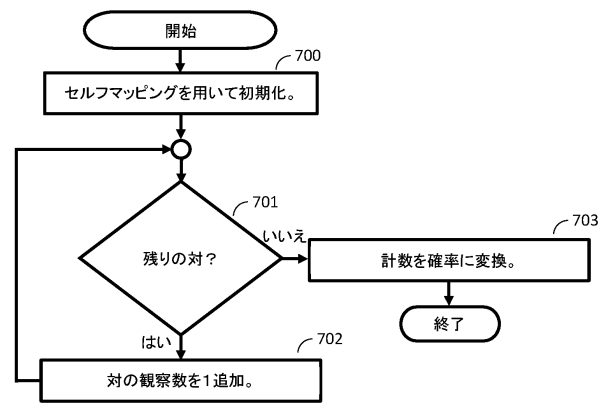 開始
700
セルフマッピングを用いて初期化。
701
残りの対？
いいえ
703
計数を確率に変換。
終了
はい
702
対の観察数を１追加。